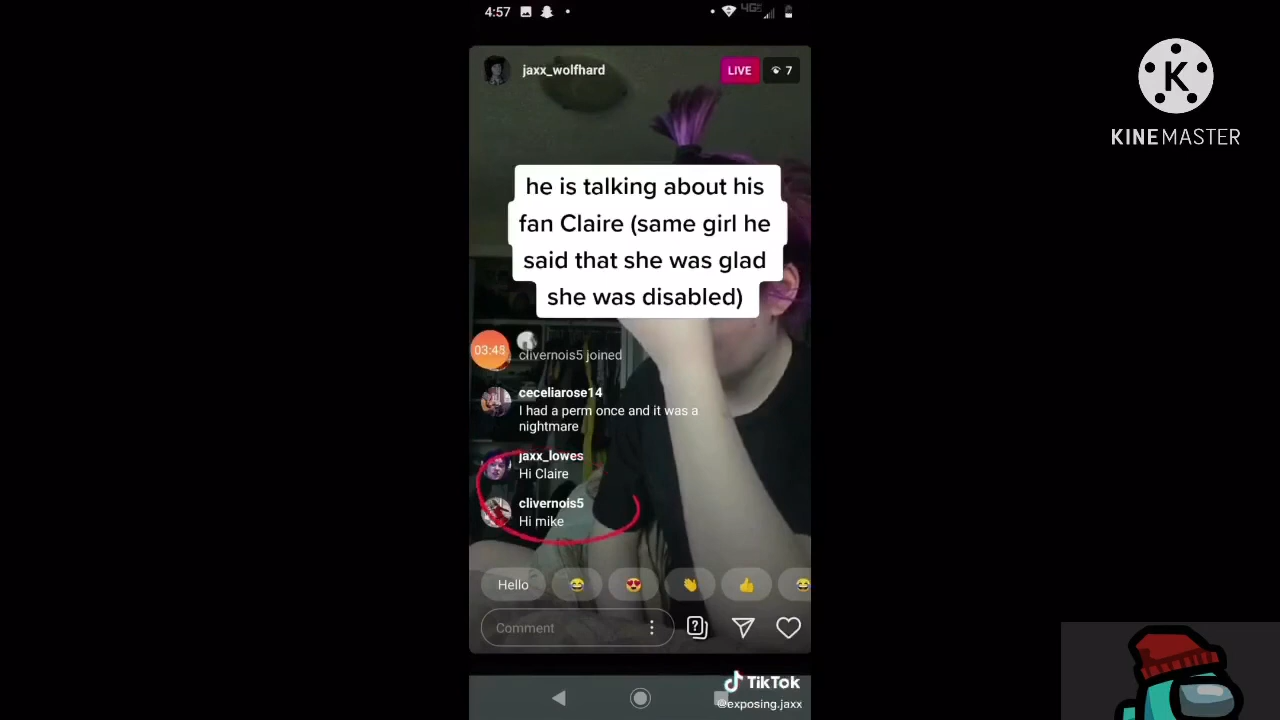 4:57
4G
jaxx_wolfhard
LIVE
7
KINEMASTER
he is talking about his
fan Claire (same girl he
said that she was glad
she was disabled)
03:48
clivernois5 joined
ceceliarose14
I had a perm once and it was a
nightmare
jaxx_lowes
Hi Claire
clivernois5
Hi mike
Hello
Comment
TikTok
@exposing.jaxx